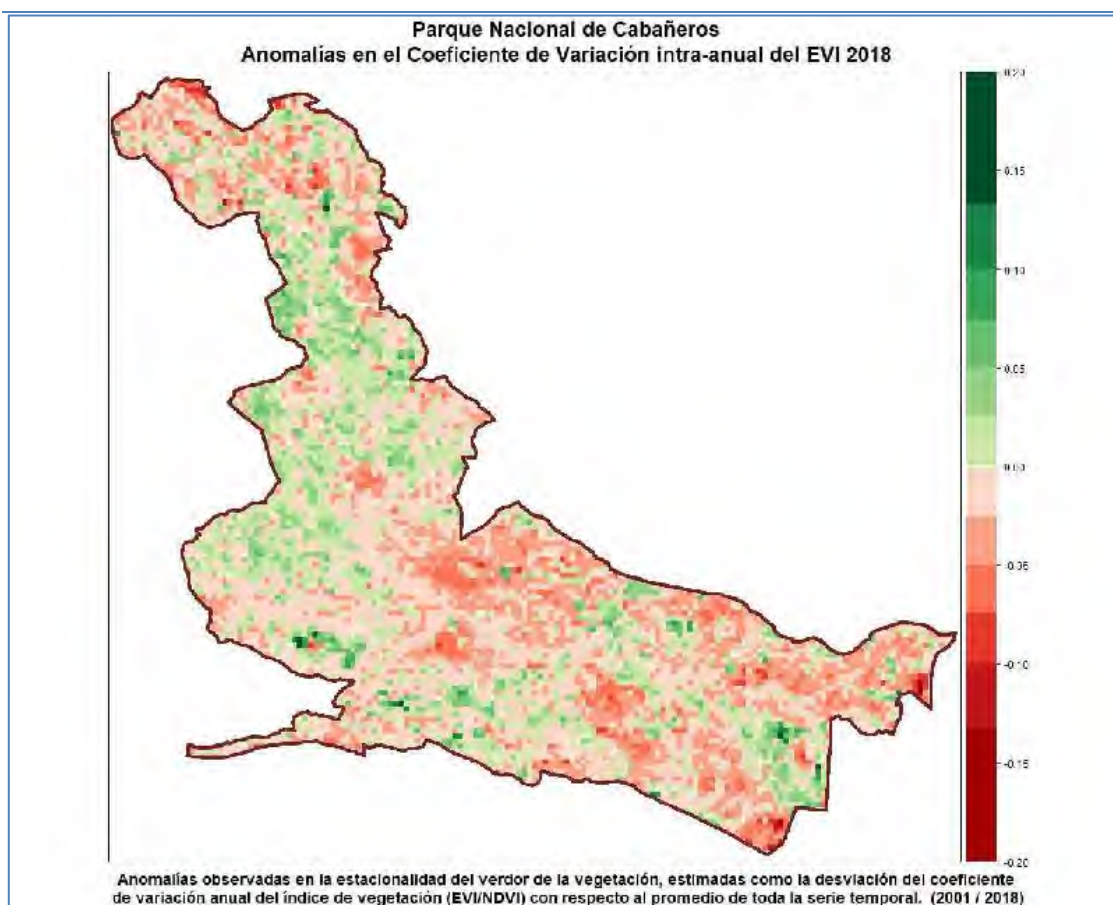 Parque Nacional de Cabañeros
Anomalías en el Coeficiente de Variación intra-anual del EVI 2018
0.20
0.15
0.10
0.05
0.00
-0.05
-0.10
-0.15
-0.20
Anomalías observadas en la estacionalidad del verdor de la vegetación, estimadas como la desviación del coeficiente
de variación anual del índice de vegetación (EVI/NDVI) con respecto al promedio de toda la serie temporal. (2001 / 2018)